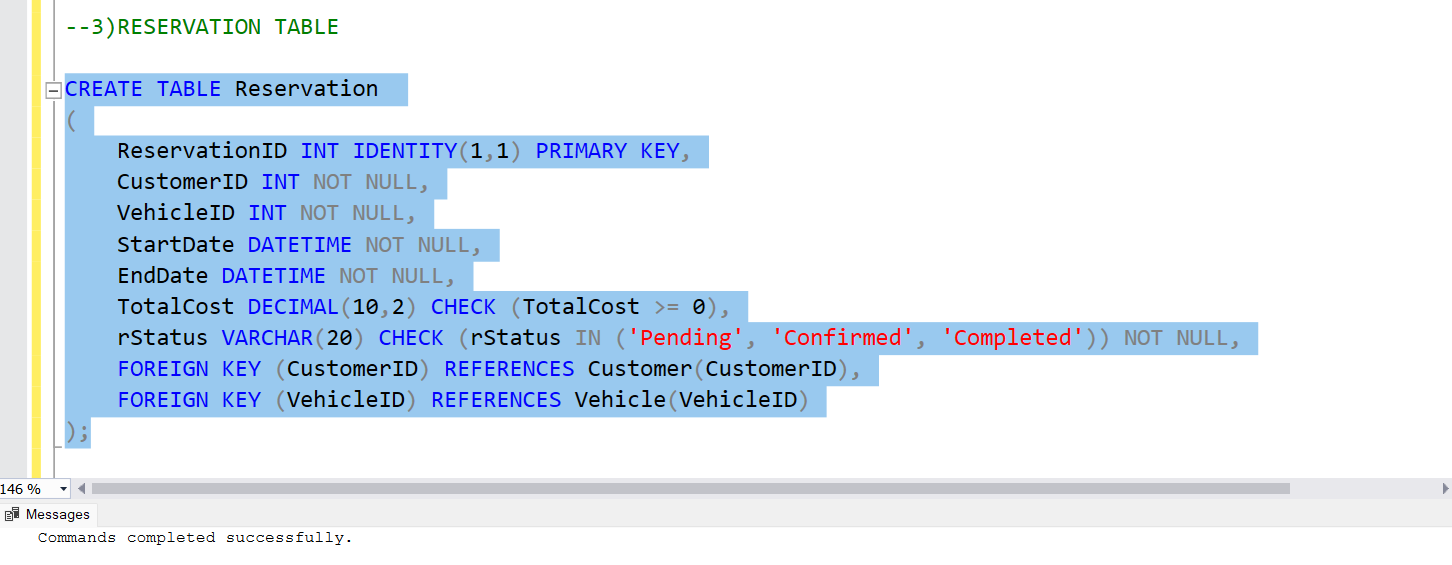 --3)RESERVATION TABLE
CREATE TABLE Reservation
(
ReservationID INT IDENTITY(1,1) PRIMARY KEY,
CustomerID INT NOT NULL,
VehicleID INT NOT NULL,
StartDate DATETIME NOT NULL,
EndDate DATETIME NOT NULL,
TotalCost DECIMAL(10,2) CHECK (TotalCost >= 0),
rStatus VARCHAR(20) CHECK (rStatus IN ('Pending', 'Confirmed', 'Completed')) NOT NULL,
FOREIGN KEY (CustomerID) REFERENCES Customer(CustomerID),
FOREIGN KEY (VehicleID) REFERENCES Vehicle(VehicleID)
);
146 %
Messages
Commands completed successfully.